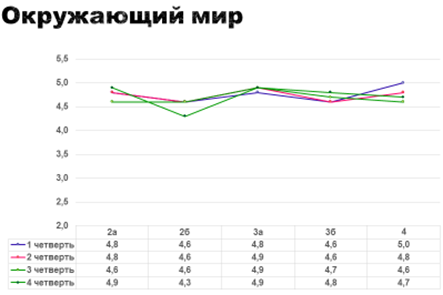 Окружающий мир
5,5
5,0
4,5
4,0
3,5
3,0
2,5
2,0
2а 2б 3а 3б 4
1 четверть 4,8 4,6 4,8 4,6 5,0
2 четверть 4,8 4,6 4,9 4,6 4,8
3 четверть 4,6 4,6 4,9 4,7 4,6
4 четверть 4,9 4,3 4,9 4,8 4,7